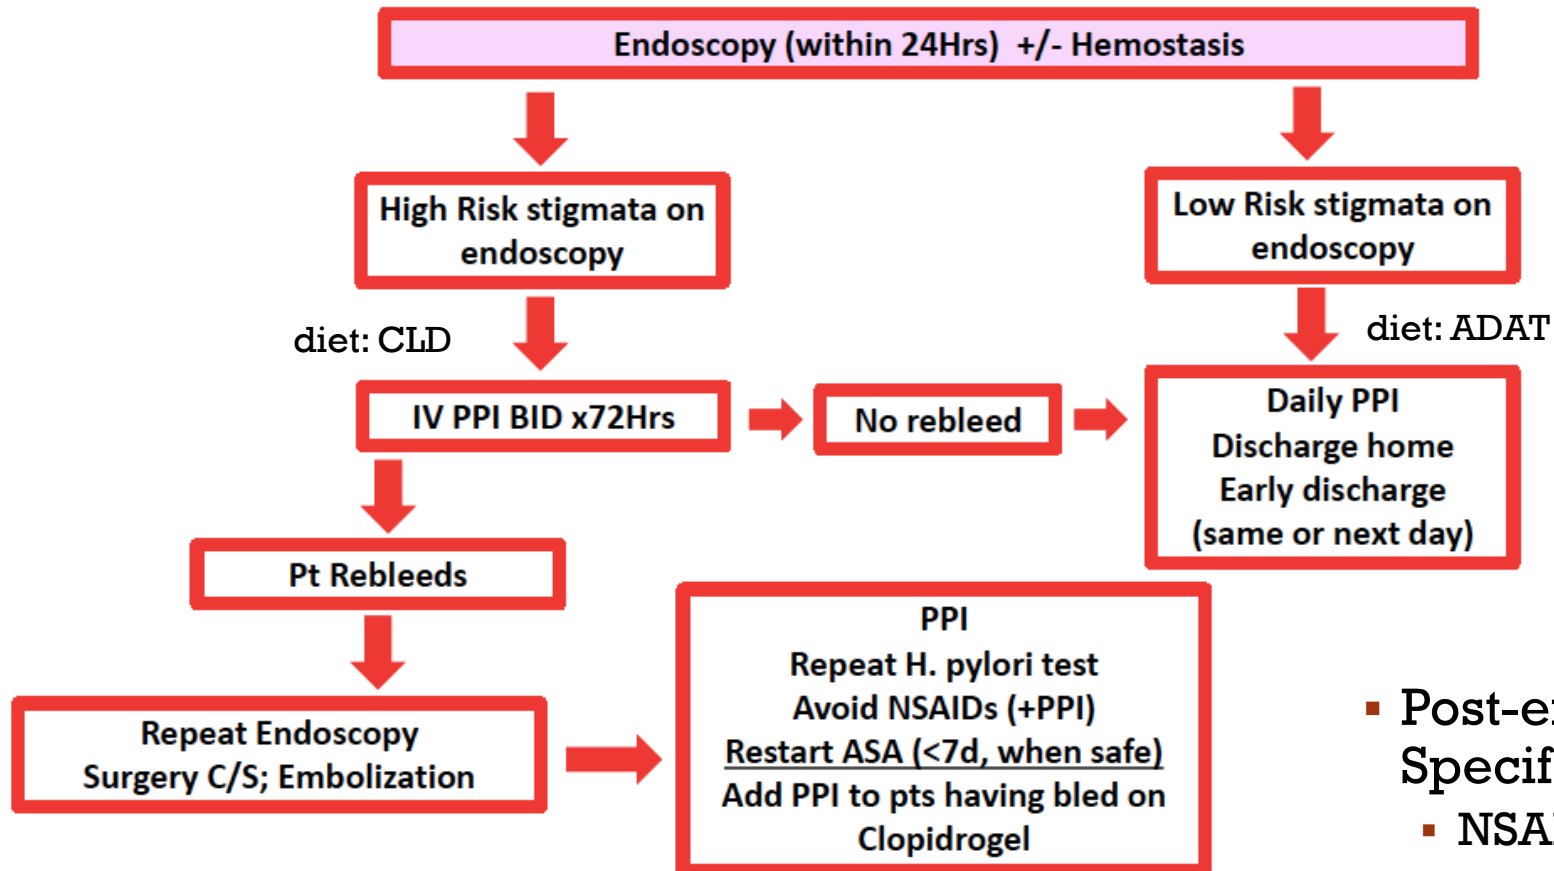 Endoscopy (within 24Hrs) +/- Hemostasis
High Risk stigmata on
endoscopy
Low Risk stigmata on
endoscopy
diet: CLD
diet: ADAT
IV PPI BID x72Hrs
No rebleed
Daily PPI
Discharge home
Early discharge
(same or next day)
Pt Rebleeds
Repeat Endoscopy
Surgery C/S; Embolization
PPI
Repeat H. pylori test
Avoid NSAIDs (+PPI)
Restart ASA (<7d, when safe)
Add PPI to pts having bled on
Clopidrogel